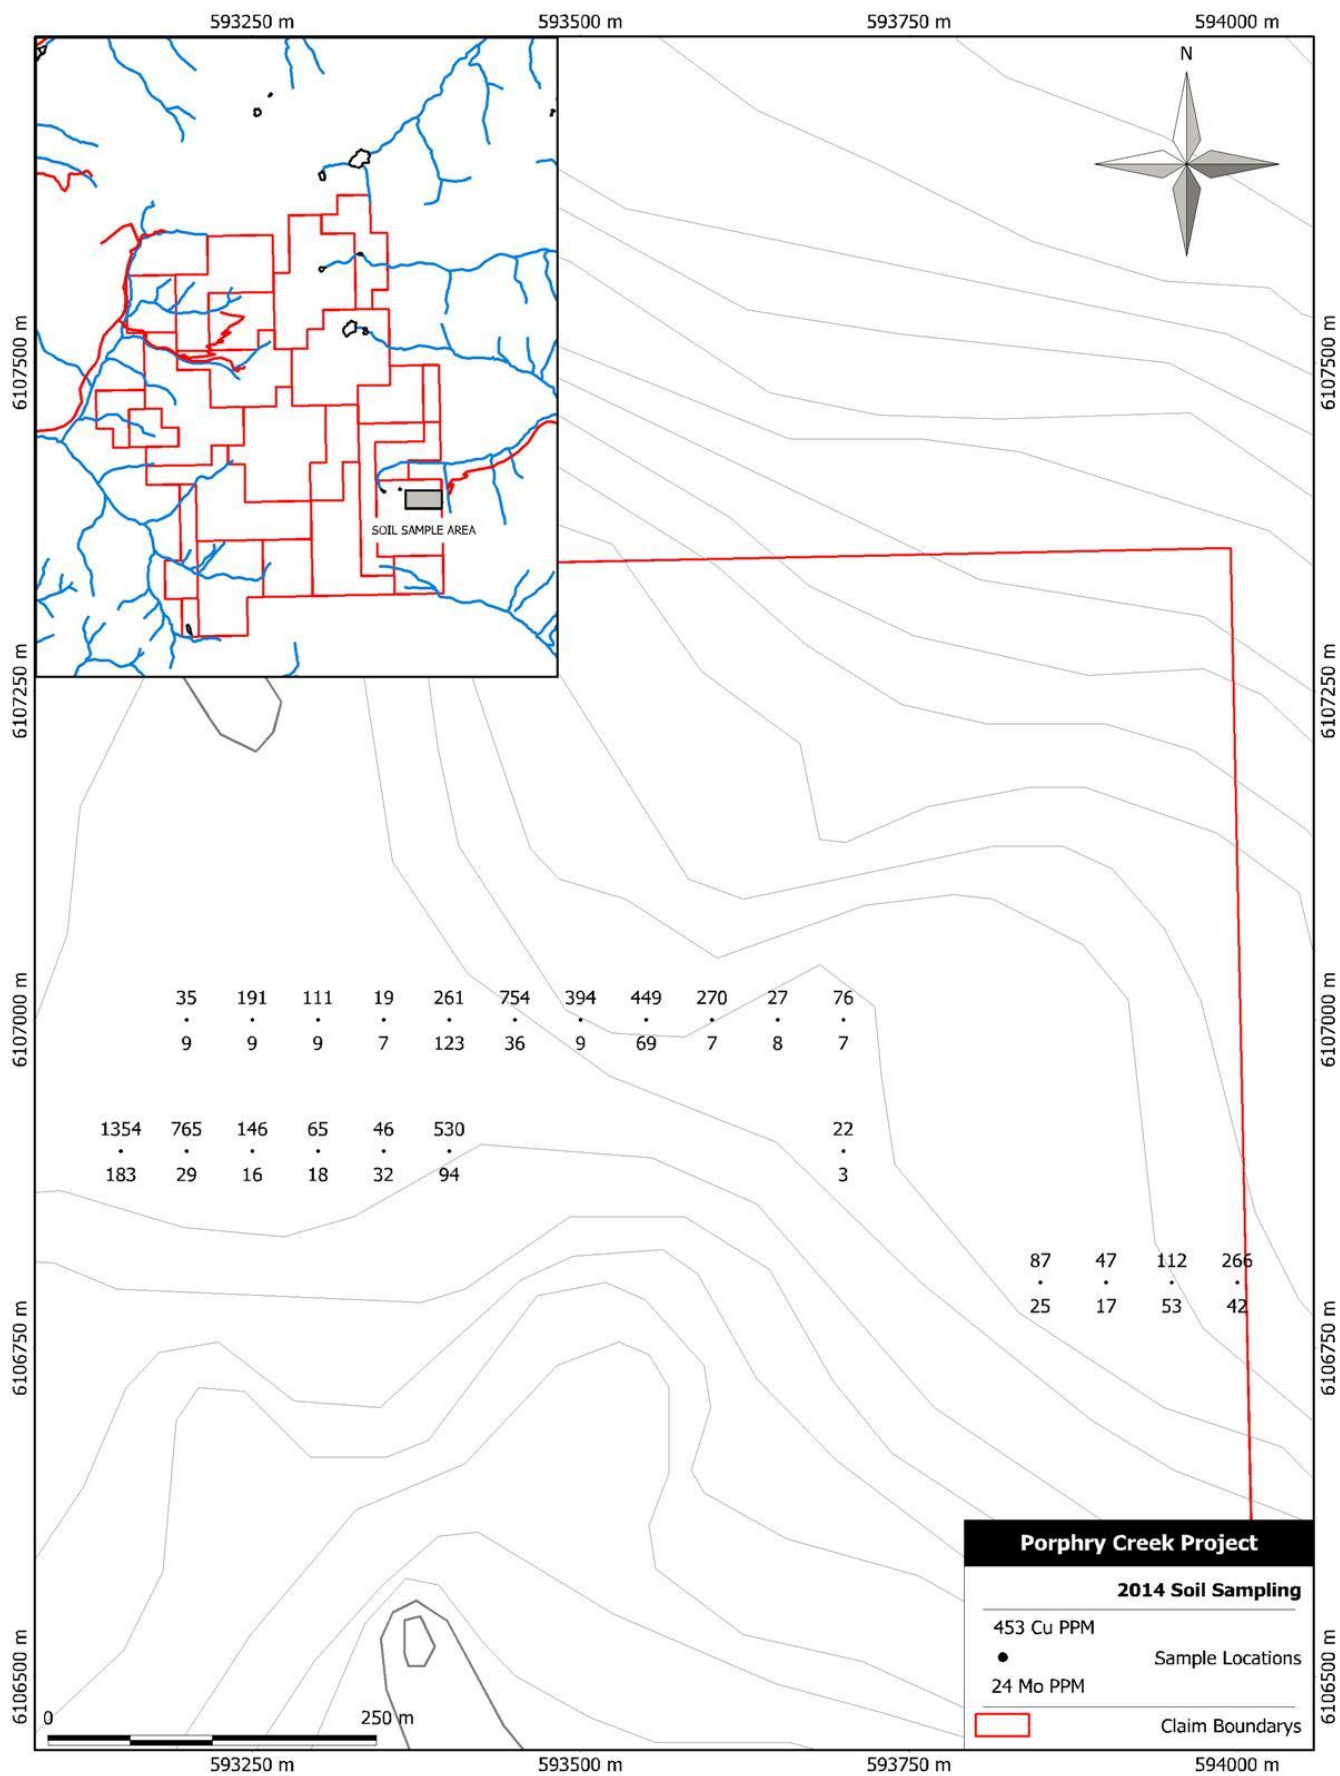 593250 m 593500 m 593750 m 594000 m
N
6107500 m 6107500 m
SOIL SAMPLE AREA
6107250 m 6107250 m
35 191 111 19 261 754 394 449 270 27 76
6107000 m 6107000 m
9 9 9 7 123 36 9 69 7 8 7
1354 765 146 65 46 530 22
183 29 16 18 32 94 3
87 47 112 266
25 17 53 42
6106750 m 6106750 m
Porphry Creek Project
2014 Soil Sampling
453 Cu PPM
Sample Locations
24 Mo PPM
6106500 m 6106500 m
0 250 m
Claim Boundarys
593250 m 593500 m 593750 m 594000 m